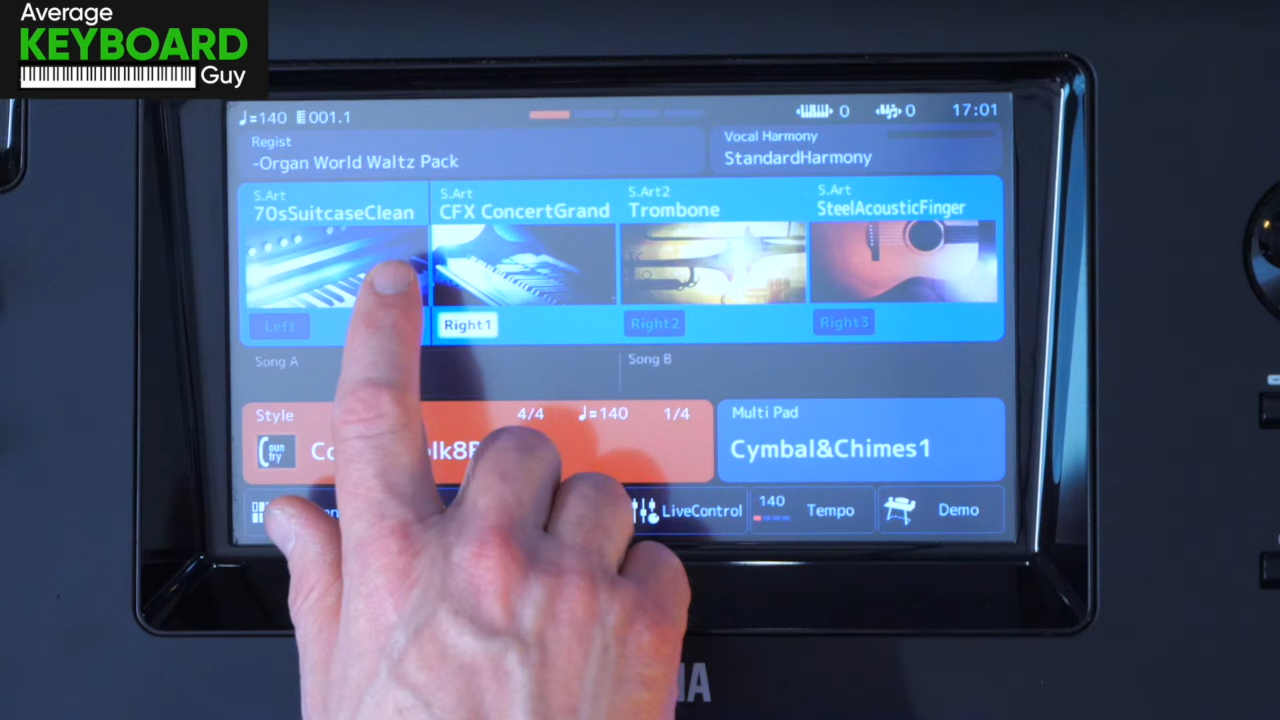 Average
KEYBOARD
Guy
♩=140 001.1 0 0 17:01
Regist
-Organ World Waltz Pack
Vocal Harmony
StandardHarmony
S.Art
70sSuitcaseClean
S.Art
CFX ConcertGrand
S.Art2
Trombone
S.Art
SteelAcousticFinger
Left
Right1
Right2
Right3
Song A
Song B
Style
4/4 ♩=140 1/4
Coun
try
Multi Pad
Cymbal&Chimes1
LiveControl
140
Tempo
Demo